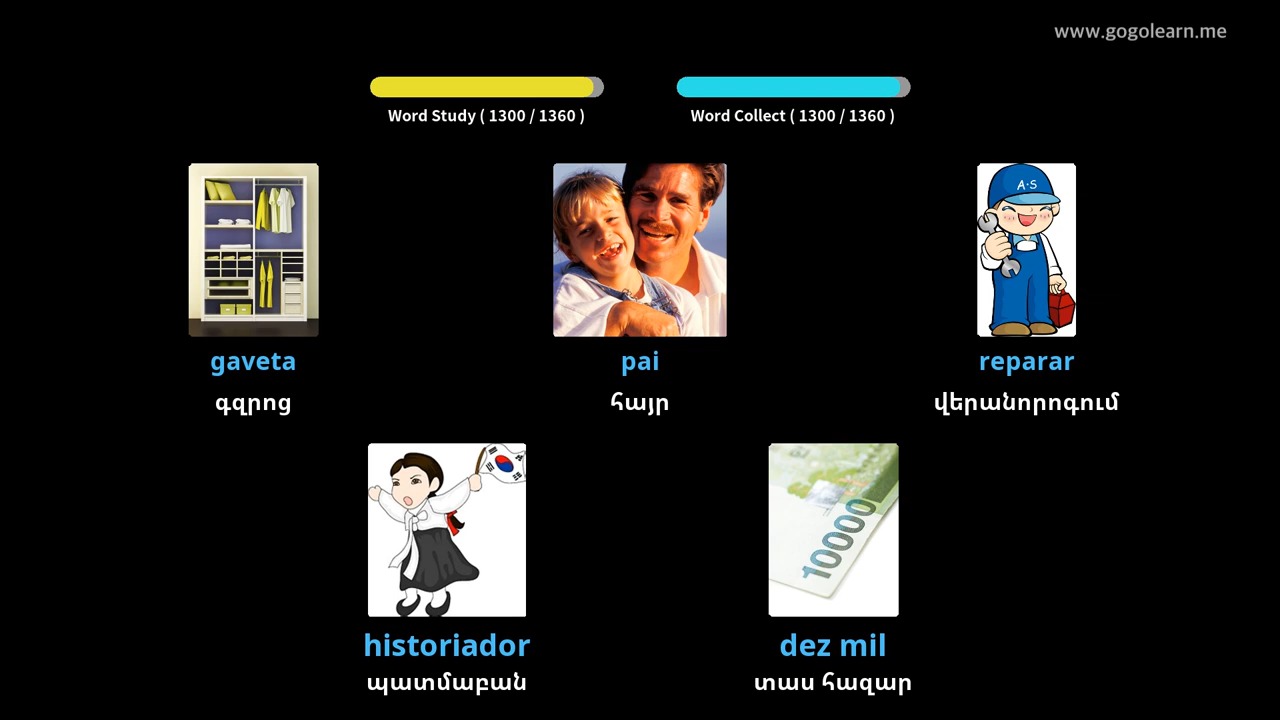 www.gogolearn.me
Word Study ( 1300 / 1360 )
Word Collect ( 1300 / 1360 )
A·S
gaveta
գզրոց
pai
հայր
reparar
վերանորոգում
10000
historiador
պատմաբան
dez mil
տաս հազար